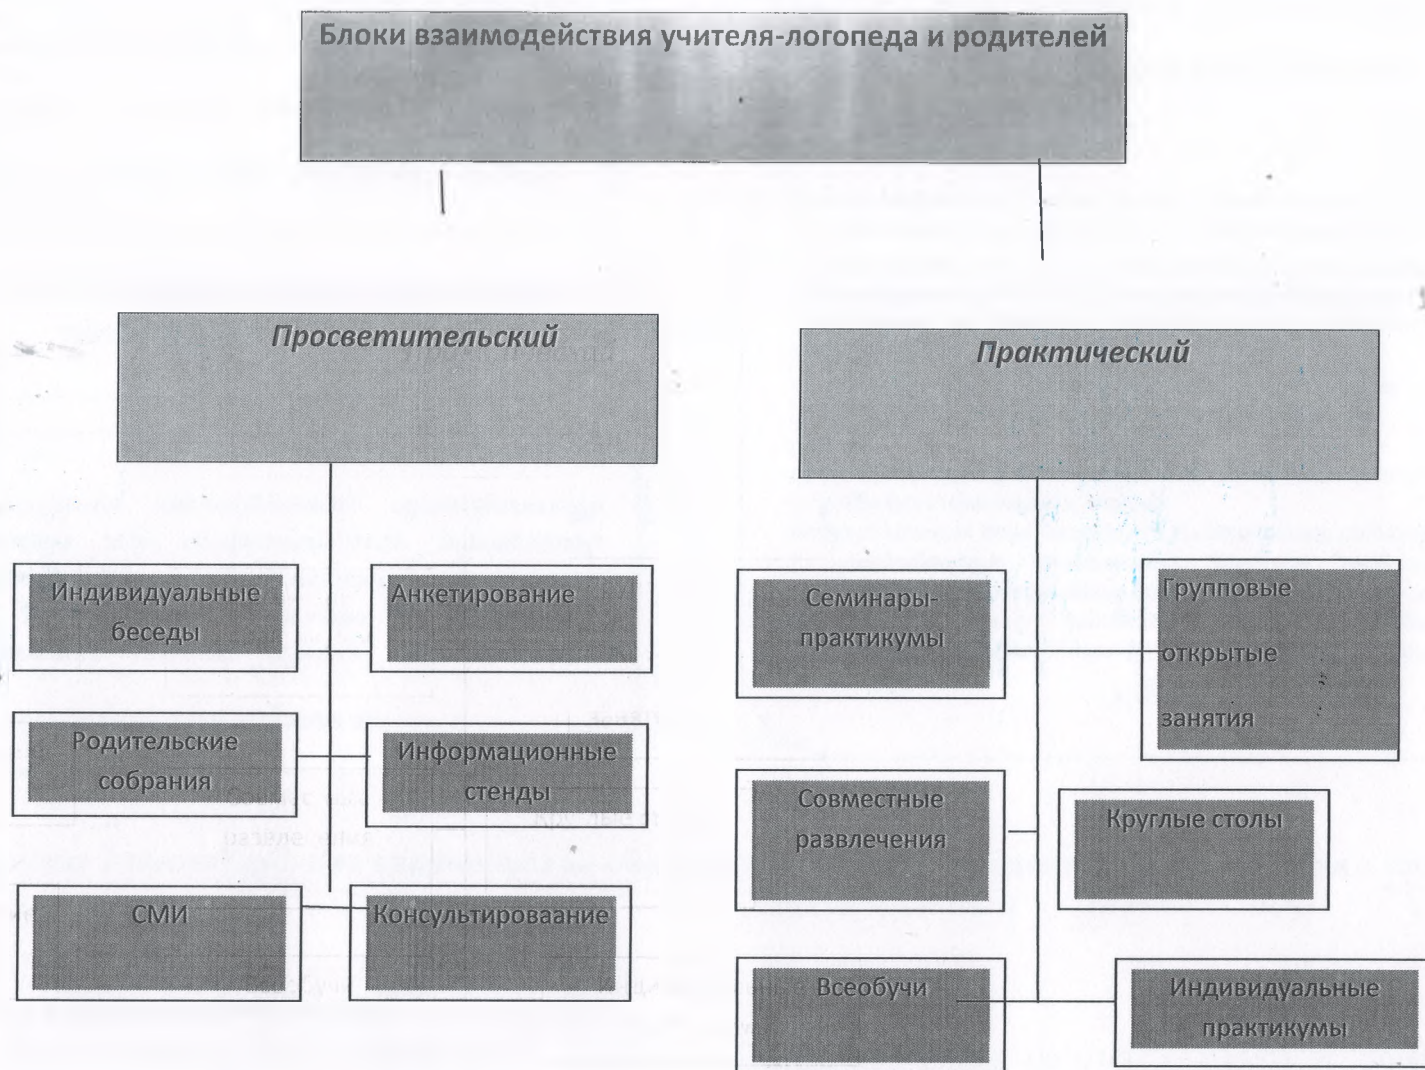 Блоки взаимодействия учителя-логопеда и родителей
Просветительский
Практический
Индивидуальные
беседы
Анкетирование
Семинары-
практикумы
Групповые
открытые
занятия
Родительские
собрания
Информационные
стенды
Совместные
развлечения
Круглые столы
СМИ
Консультироваание
Всеобучи
Индивидуальные
практикумы